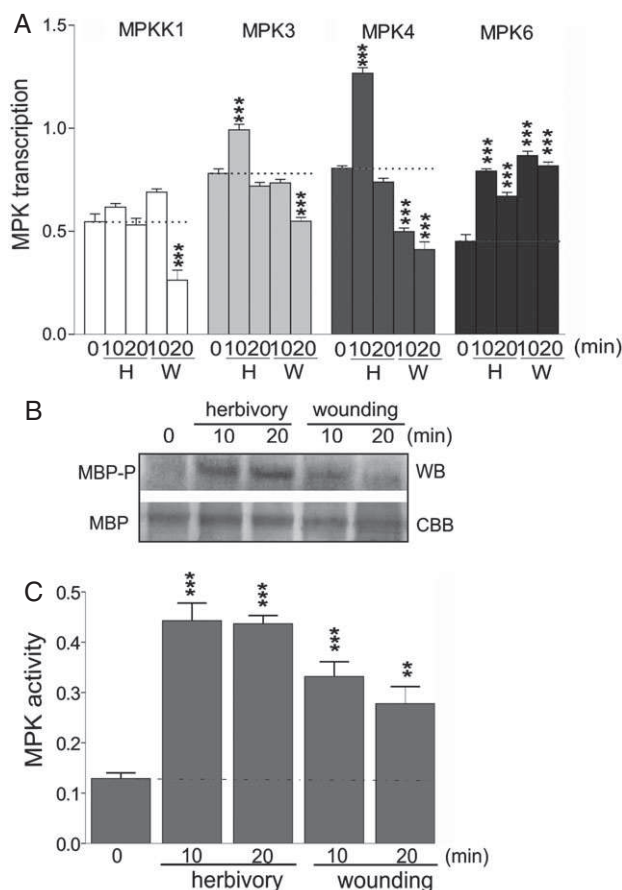 A
MPKK1 MPK3 MPK4 MPK6
MPK transcription
1.5
1.0
0.5
0.0
*** *** *** *** *** *** *** *** *** ***
0 10 20 10 20 0 10 20 10 20 0 10 20 10 20 0 10 20 10 20 (min)
H W H W H W H W
B
herbivory wounding
0 10 20 10 20 (min)
MBP-P WB
MBP CBB
C
MPK activity
0.5
0.4
0.3
0.2
0.1
0.0
*** *** *** **
0 10 20 10 20 (min)
herbivory wounding